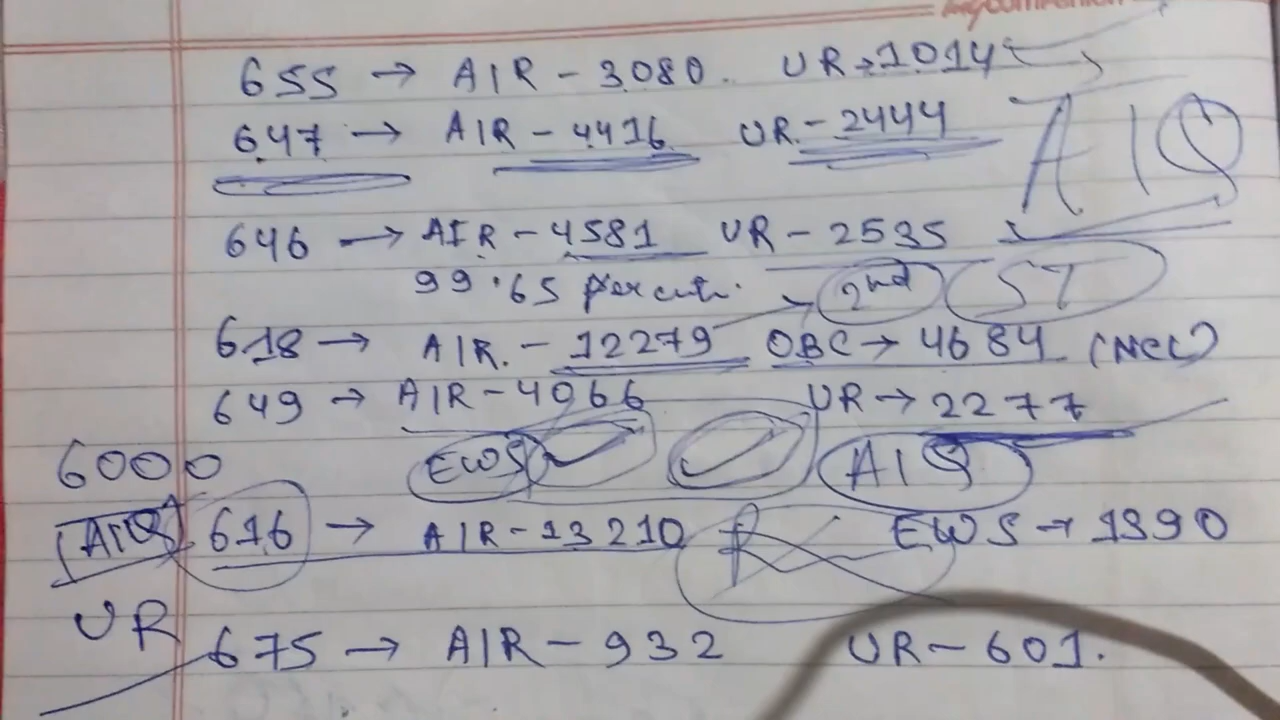 655 → AIR - 3080. UR → 1014
647 → AIR - 4416 UR - 2444
AIQ
646 → AIR - 4581 UR - 2535
99.65 2nd ST
618 → AIR. - 12279 OBC → 4684 (NCL)
649 → AIR - 4066 UR → 2277
6000 EWS AIQ
AIQ 616 → AIR - 13210 EWS → 1390
UR
675 → AIR - 932 UR - 601.